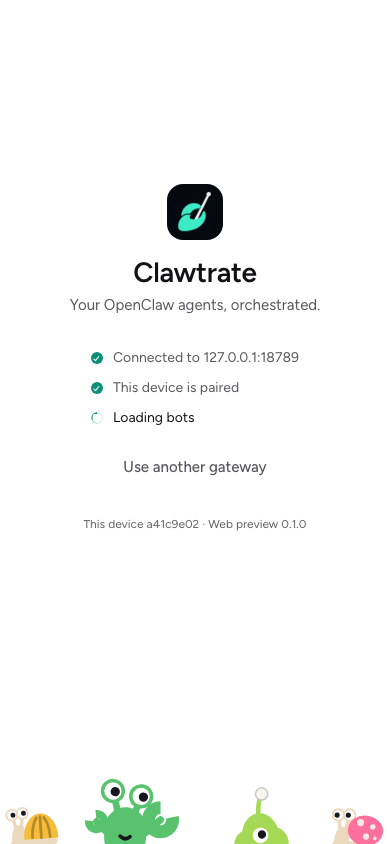 Clawtrate
Your OpenClaw agents, orchestrated.
Connected to 127.0.0.1:18789
This device is paired
Loading bots
Use another gateway
This device a41c9e02 · Web preview 0.1.0